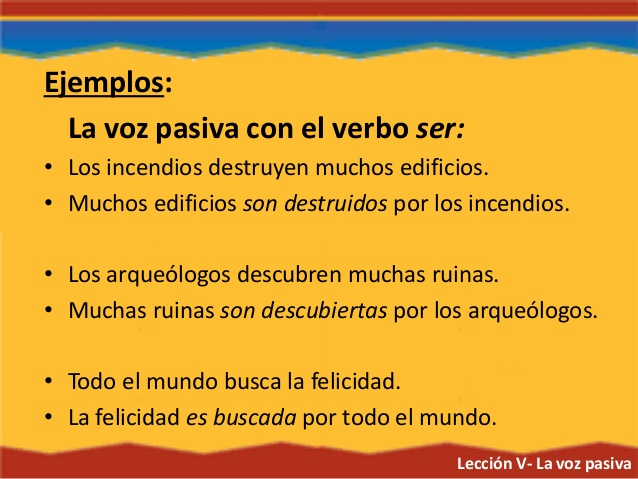 Ejemplos:
La voz pasiva con el verbo ser:
• Los incendios destruyen muchos edificios.
• Muchos edificios son destruidos por los incendios.
• Los arqueólogos descubren muchas ruinas.
• Muchas ruinas son descubiertas por los arqueólogos.
• Todo el mundo busca la felicidad.
• La felicidad es buscada por todo el mundo.
Lección V- La voz pasiva